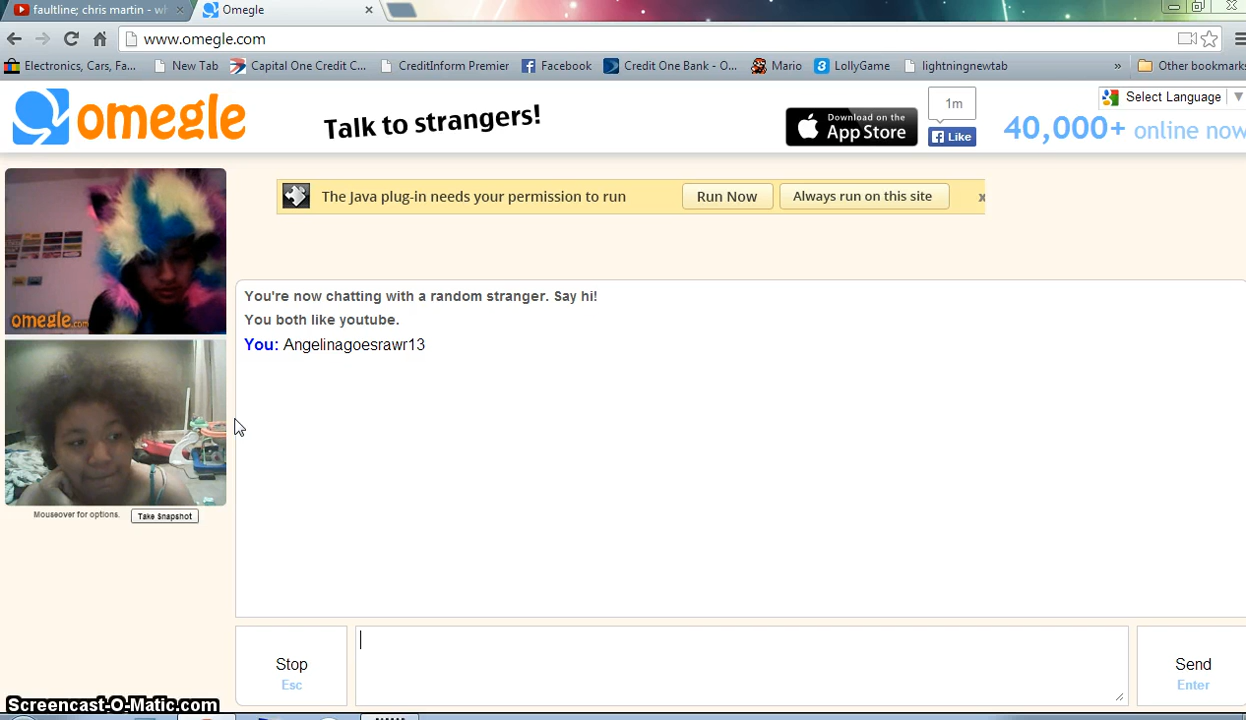 faultline; chris martin - w
Omegle
www.omegle.com
Electronics, Cars, Fa...
New Tab
Capital One Credit C...
CreditInform Premier
Facebook
Credit One Bank - O...
Mario
LollyGame
lightningnewtab
»
Other bookmarks
omegle
Talk to strangers!
Download on the
App Store
1m
Like
Select Language
40,000+ online now
The Java plug-in needs your permission to run
Run Now
Always run on this site
x
omegle.com
You're now chatting with a random stranger. Say hi!
You both like youtube.
You: Angelinagoesrawr13
Mouseover for options.
Take Snapshot
Stop
Esc
Send
Enter
Screencast-O-Matic.com